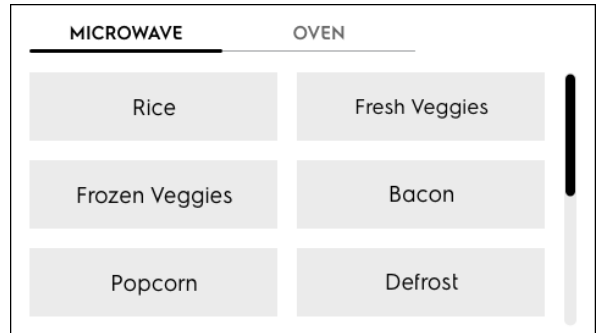 MICROWAVE OVEN
Rice Fresh Veggies
Frozen Veggies Bacon
Popcorn Defrost